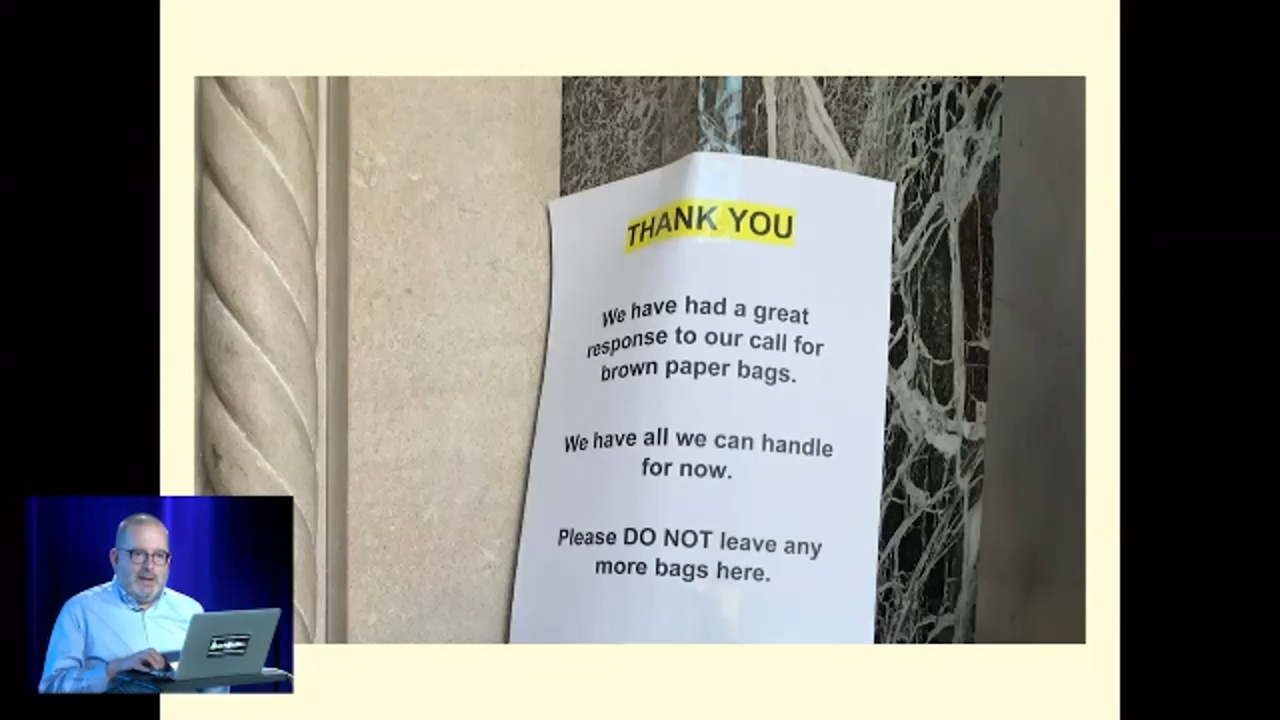 THANK YOU
We have had a great
response to our call for
brown paper bags.
We have all we can handle
for now.
Please DO NOT leave any
more bags here.